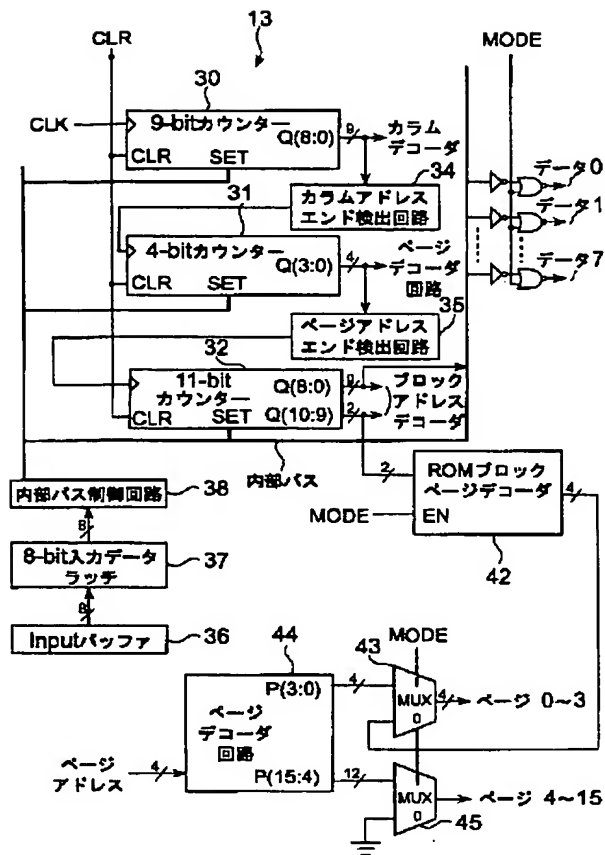 CLR
13
MODE
30
CLK
9-bitカウンター
Q(8:0)
CLR
SET
9
カラム
デコーダ
34
カラムアドレス
エンド検出回路
データ0
データ1
データ7
31
4-bitカウンター
Q(3:0)
CLR
SET
4
ページ
デコーダ
回路
35
ページアドレス
エンド検出回路
32
11-bit
カウンター
Q(8:0)
Q(10:9)
CLR
SET
9
2
ブロック
アドレス
デコーダ
内部バス
内部バス制御回路
38
8
8-bit入力データ
ラッチ
37
8
Inputバッファ
36
2
ROMブロック
ページデコーダ
4
MODE
EN
42
44
43
MODE
P(3:0)
4
MUX
0
4
ページ 0~3
ページ
デコーダ
回路
ページ
アドレス
4
P(15:4)
12
MUX
0
ページ 4~15
45